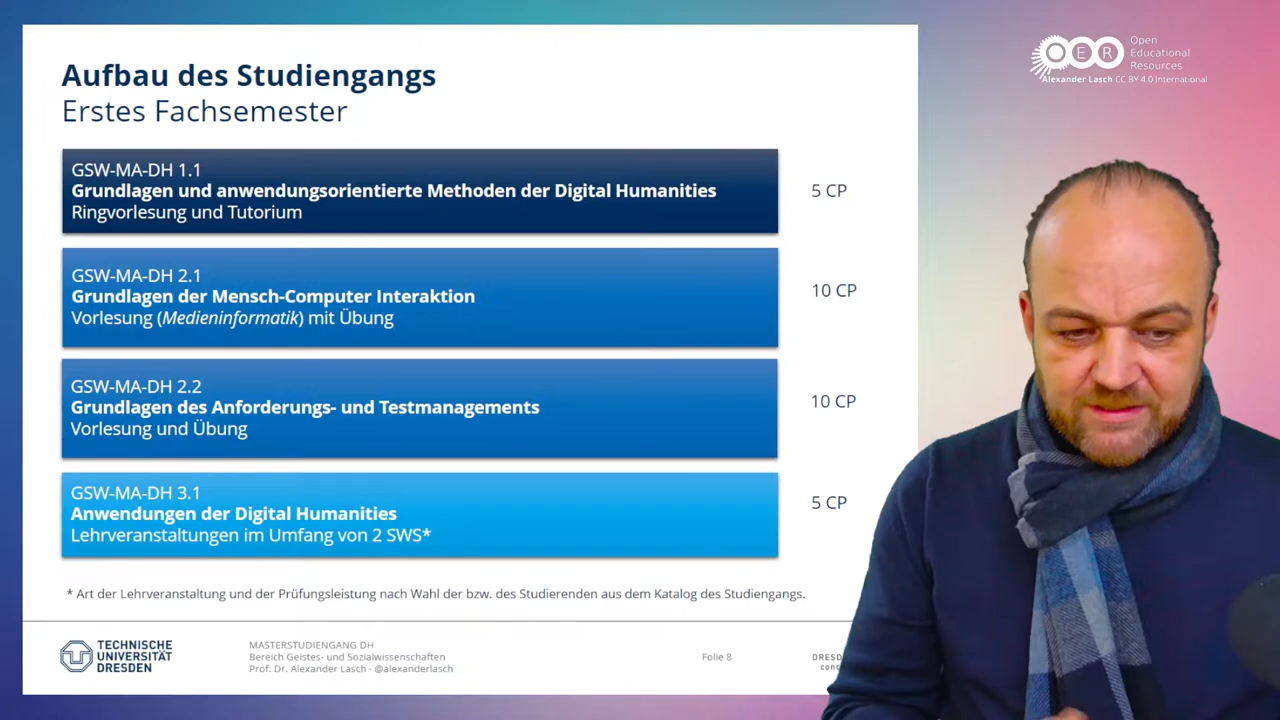 Aufbau des Studiengangs
Erstes Fachsemester
GSW-MA-DH 1.1
Grundlagen und anwendungsorientierte Methoden der Digital Humanities
Ringvorlesung und Tutorium
5 CP
GSW-MA-DH 2.1
Grundlagen der Mensch-Computer Interaktion
Vorlesung (Medieninformatik) mit Übung
10 CP
GSW-MA-DH 2.2
Grundlagen des Anforderungs- und Testmanagements
Vorlesung und Übung
10 CP
GSW-MA-DH 3.1
Anwendungen der Digital Humanities
Lehrveranstaltungen im Umfang von 2 SWS*
5 CP
* Art der Lehrveranstaltung und der Prüfungsleistung nach Wahl der bzw. des Studierenden aus dem Katalog des Studiengangs.
TECHNISCHE
UNIVERSITÄT
DRESDEN
MASTERSTUDIENGANG DH
Bereich Geistes- und Sozialwissenschaften
Prof. Dr. Alexander Lasch - @alexanderlasch
Folie 8
OER
Open
Educational
Resources
Alexander Lasch CC BY 4.0 International